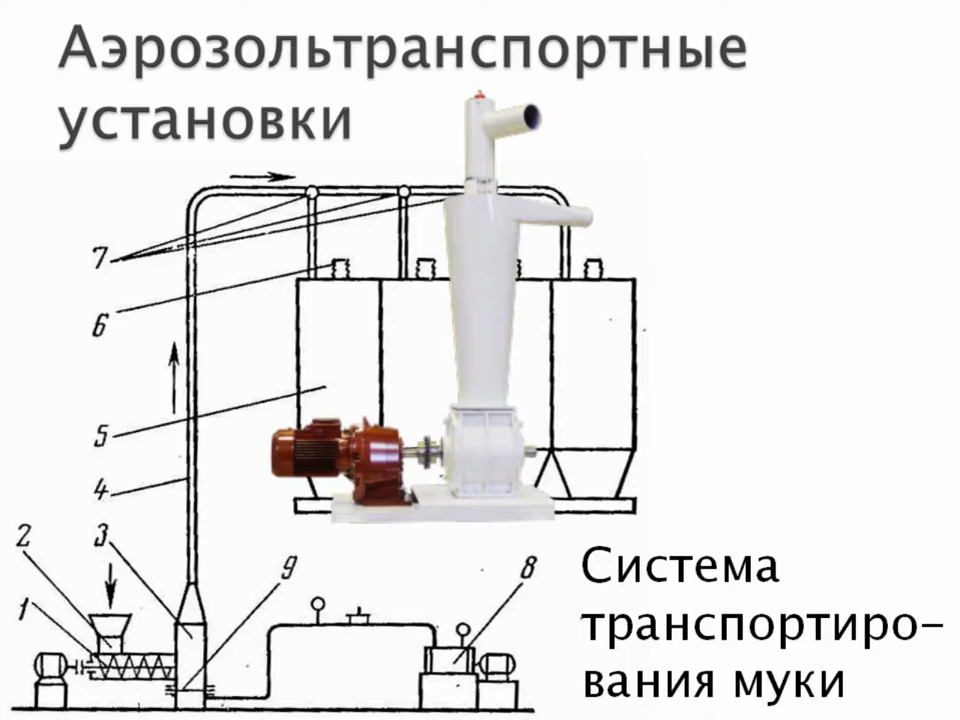 Аэрозольтранспортные
установки
7
6
5
4
2
3
9
8
1
Система
транспортиро-
вания муки